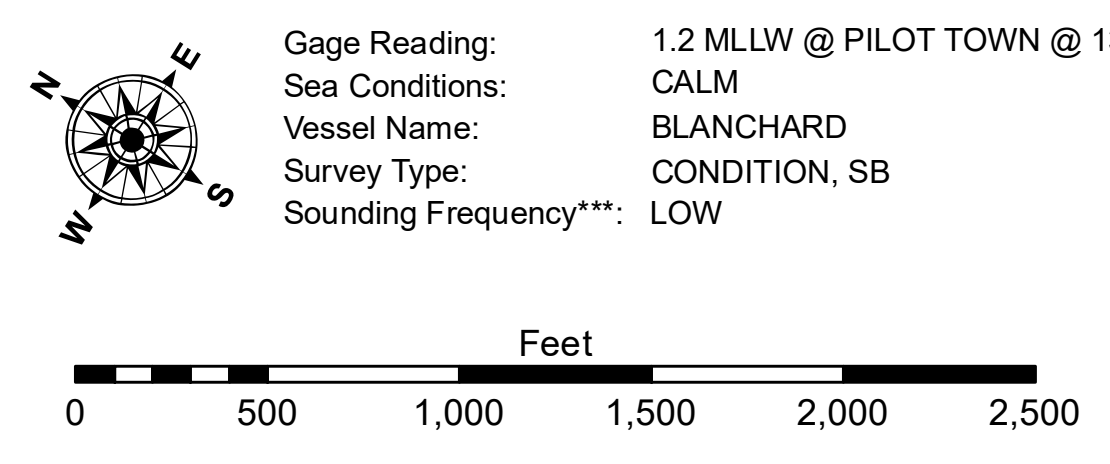 N
E
S
W
Gage Reading: 1.2 MLLW @ PILOT TOWN @
Sea Conditions: CALM
Vessel Name: BLANCHARD
Survey Type: CONDITION, SB
Sounding Frequency***: LOW
Feet
0 500 1,000 1,500 2,000 2,500